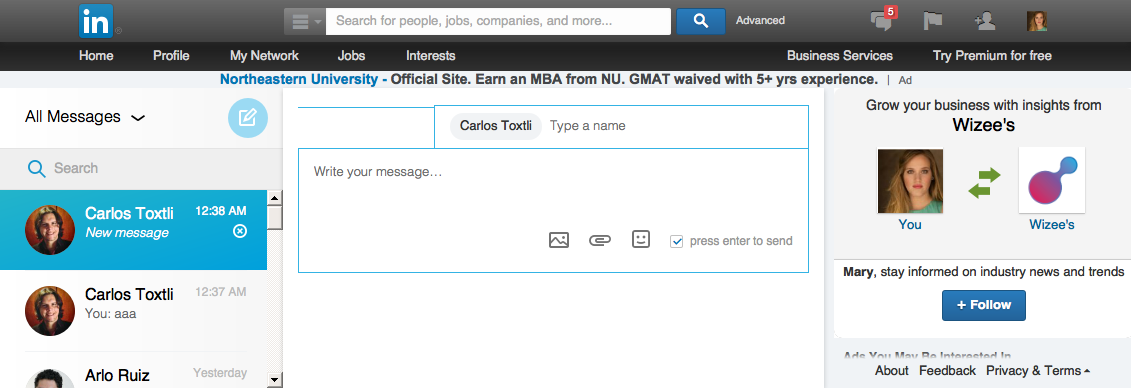 in
Search for people, jobs, companies, and more...
Advanced
5
Home Profile My Network Jobs Interests Business Services Try Premium for free
Northeastern University - Official Site. Earn an MBA from NU. GMAT waived with 5+ yrs experience. | Ad
All Messages
Search
Carlos Toxtli 12:38 AM
New message
Carlos Toxtli 12:37 AM
You: aaa
Arlo Ruiz Yesterday
Carlos Toxtli Type a name
Write your message...
press enter to send
Grow your business with insights from
Wizee's
You Wizee's
Mary, stay informed on industry news and trends
+ Follow
Ads You May Be Interested In
About Feedback Privacy & Terms